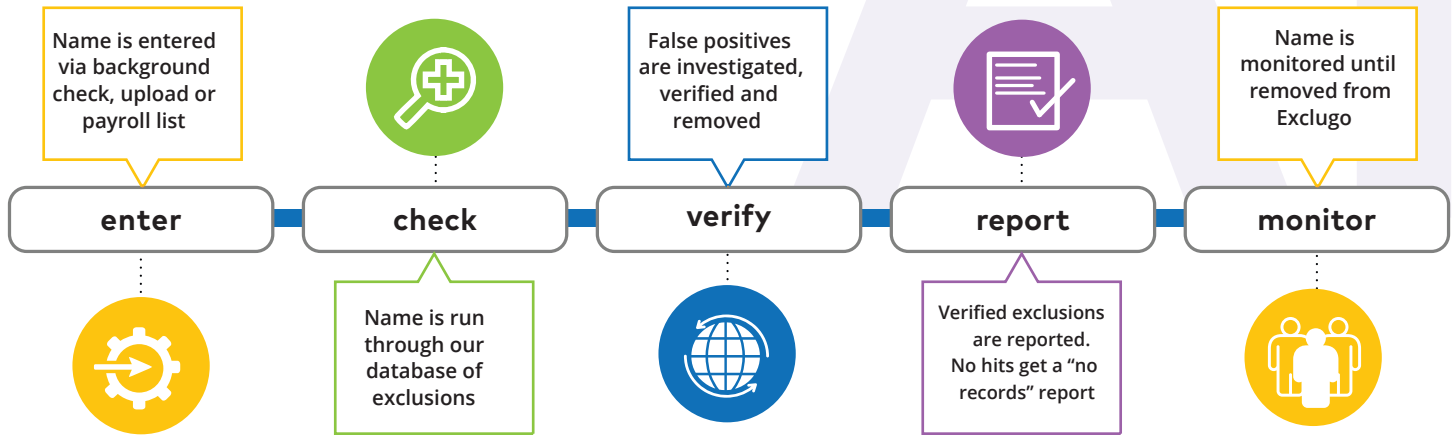 Name is entered
via background
check, upload or
payroll list
enter
check
Name is run
through our
database of
exclusions
False positives
are investigated,
verified and
removed
verify
report
Verified exclusions
are reported.
No hits get a “no
records” report
Name is
monitored until
removed from
Exclugo
monitor